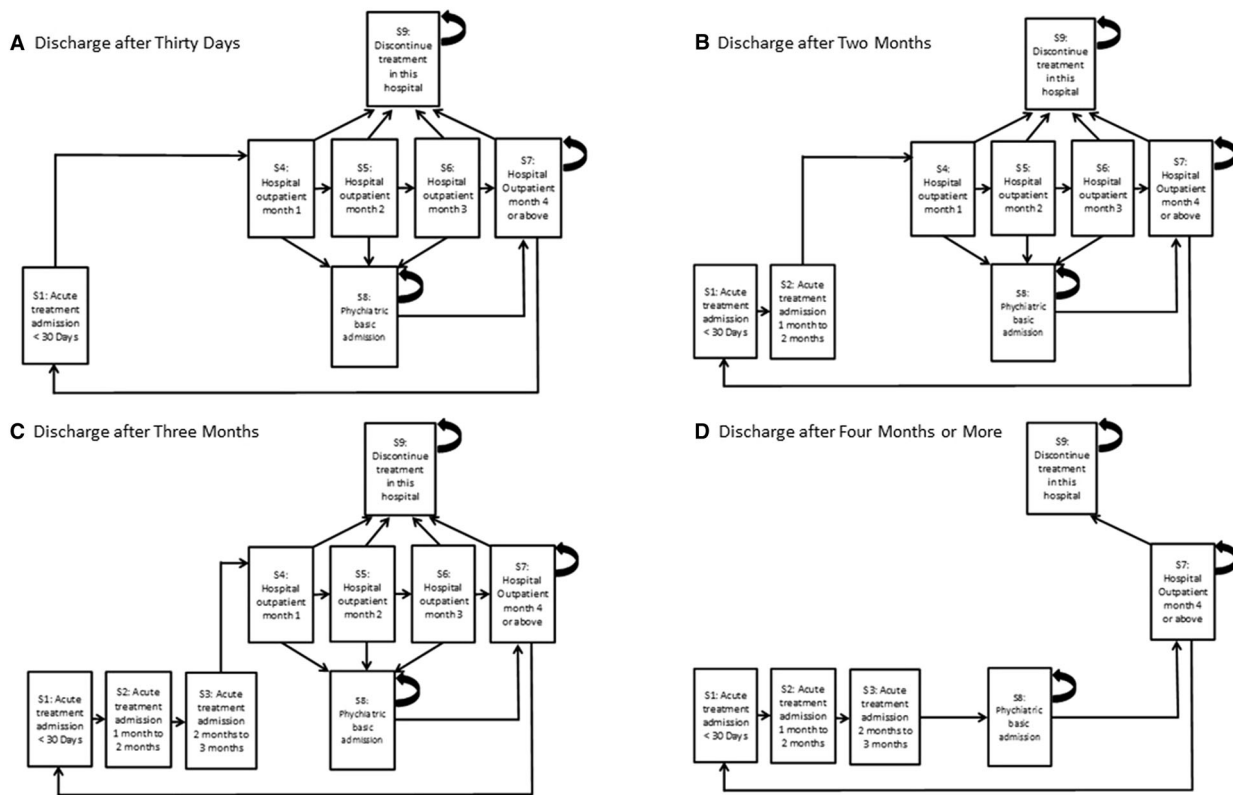 A Discharge after Thirty Days
S9:
Discontinue
treatment
in this
hospital
S4:
Hospital
outpatient
month 1
S5:
Hospital
outpatient
month 2
S6:
Hospital
outpatient
month 3
S7:
Hospital
Outpatient
month 4
or above
S1: Acute
treatment
admission
< 30 Days
S8:
Phychiatric
basic
admission
B Discharge after Two Months
S9:
Discontinue
treatment
in this
hospital
S4:
Hospital
outpatient
month 1
S5:
Hospital
outpatient
month 2
S6:
Hospital
outpatient
month 3
S7:
Hospital
Outpatient
month 4
or above
S1: Acute
treatment
admission
< 30 Days
S2: Acute
treatment
admission
1 month to
2 months
S8:
Phychiatric
basic
admission
C Discharge after Three Months
S9:
Discontinue
treatment
in this
hospital
S4:
Hospital
outpatient
month 1
S5:
Hospital
outpatient
month 2
S6:
Hospital
outpatient
month 3
S7:
Hospital
Outpatient
month 4
or above
S1: Acute
treatment
admission
< 30 Days
S2: Acute
treatment
admission
1 month to
2 months
S3: Acute
treatment
admission
2 months to
3 months
S8:
Phychiatric
basic
admission
D Discharge after Four Months or More
S9:
Discontinue
treatment
in this
hospital
S7:
Hospital
Outpatient
month 4
or above
S1: Acute
treatment
admission
< 30 Days
S2: Acute
treatment
admission
1 month to
2 months
S3: Acute
treatment
admission
2 months to
3 months
S8:
Phychiatric
basic
admission